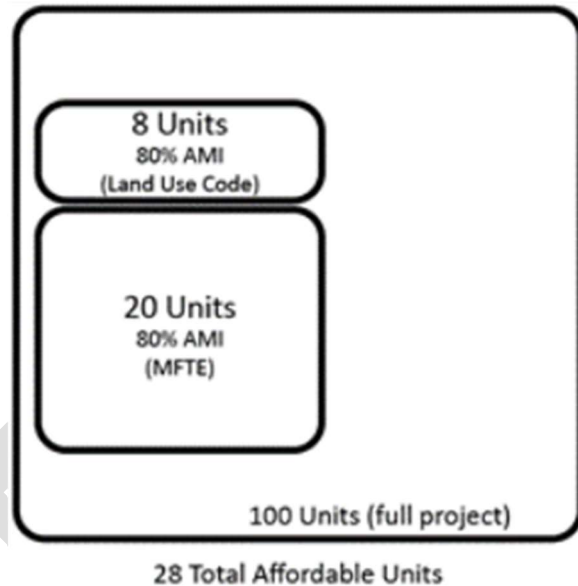 8 Units
80% AMI
(Land Use Code)
20 Units
80% AMI
(MFTE)
100 Units (full project)
28 Total Affordable Units